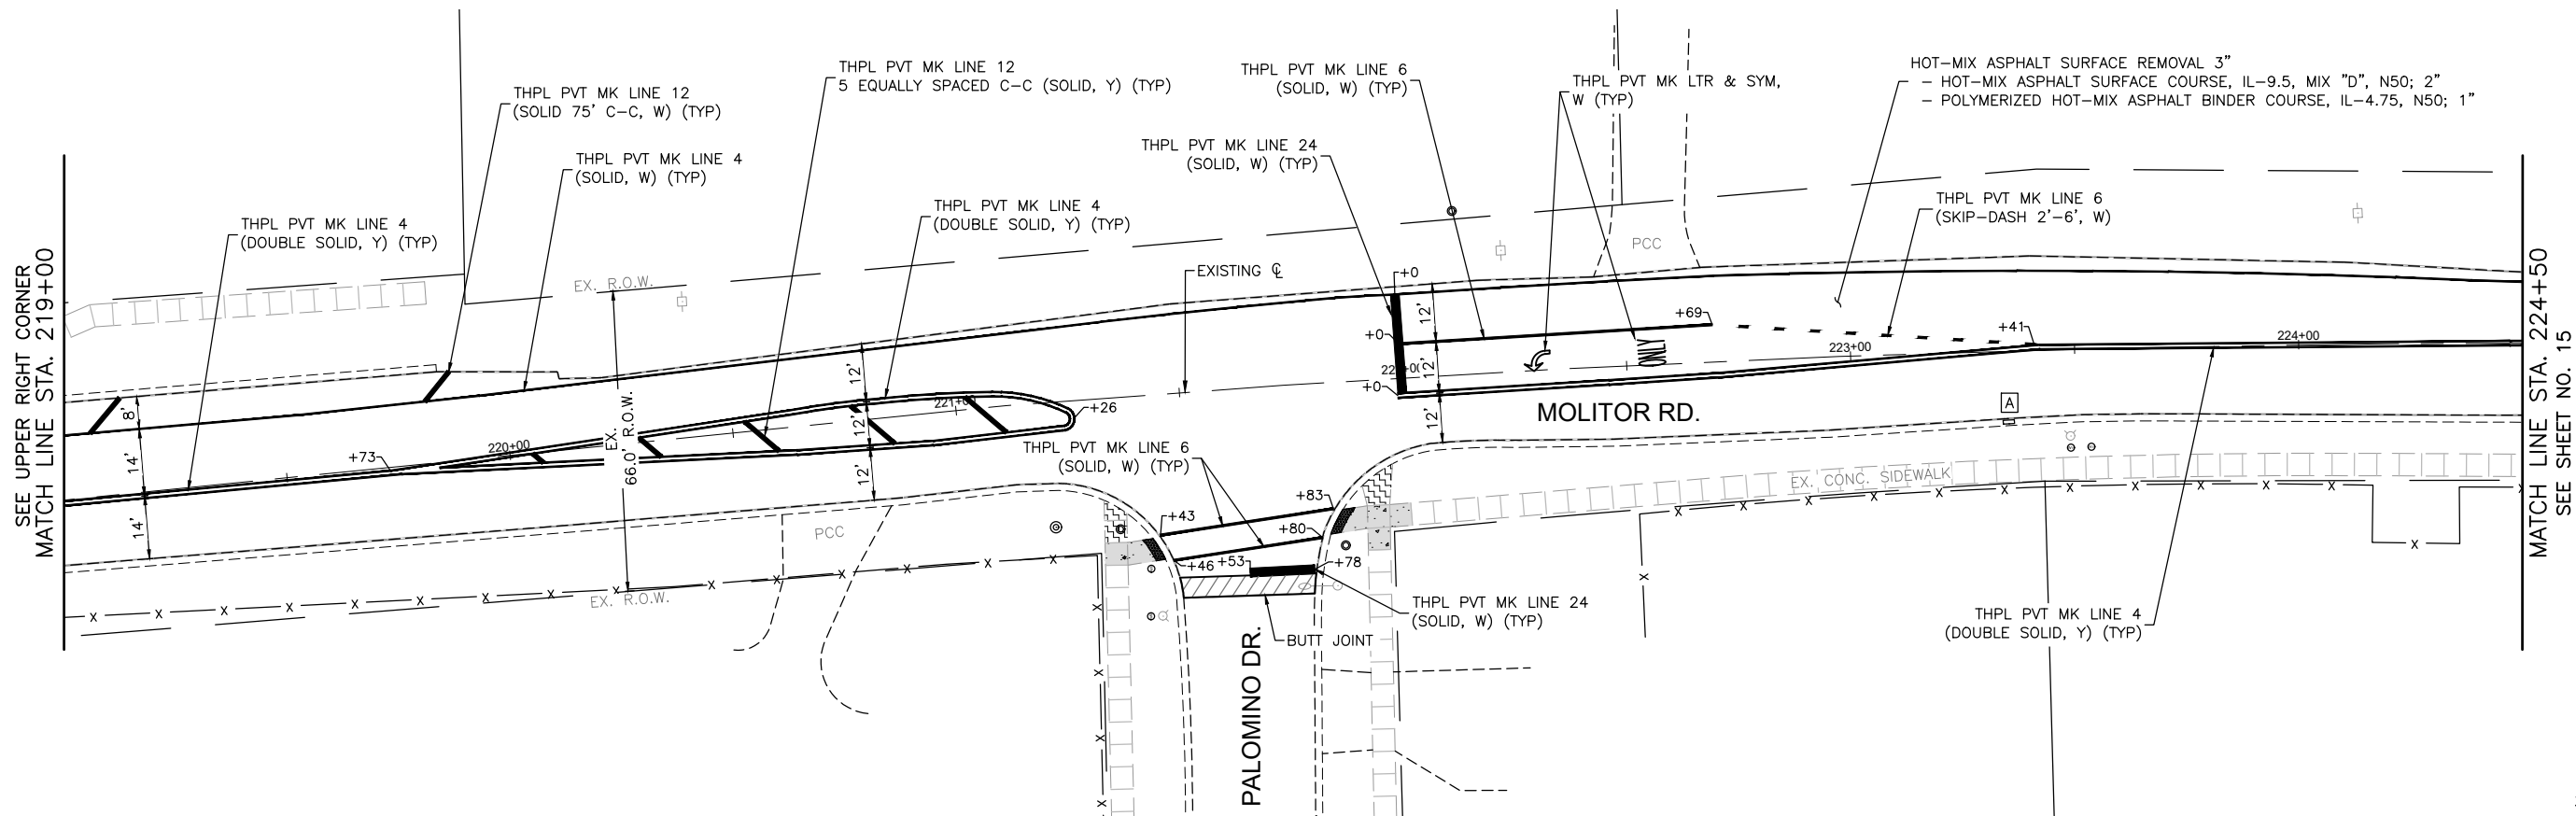 THPL PVT MK LINE 12
(SOLID 75' C-C, W) (TYP)
THPL PVT MK LINE 12
5 EQUALLY SPACED C-C (SOLID, Y) (TYP)
THPL PVT MK LINE 6
(SOLID, W) (TYP)
THPL PVT MK LTR & SYM,
W (TYP)
HOT-MIX ASPHALT SURFACE REMOVAL 3"
- HOT-MIX ASPHALT SURFACE COURSE, IL-9.5, MIX "D", N50; 2"
- POLYMERIZED HOT-MIX ASPHALT BINDER COURSE, IL-4.75, N50; 1"
THPL PVT MK LINE 4
(SOLID, W) (TYP)
THPL PVT MK LINE 24
(SOLID, W) (TYP)
THPL PVT MK LINE 4
(DOUBLE SOLID, Y) (TYP)
THPL PVT MK LINE 4
(DOUBLE SOLID, Y) (TYP)
THPL PVT MK LINE 6
(SKIP-DASH 2'-6', W)
SEE UPPER RIGHT CORNER
MATCH LINE STA. 219+00
EX. R.O.W.
EXISTING ℄
PCC
+0
+0
+0
12'
12'
12'
+69
ONLY
+41
223+00
224+00
MATCH LINE STA. 224+50
SEE SHEET NO. 15
8'
14'
14'
+73
220+00
EX.
66.0' R.O.W.
12'
12'
12'
221+00
+26
MOLITOR RD.
A
THPL PVT MK LINE 6
(SOLID, W) (TYP)
+83
+43
+80
+46
+53
+78
EX. CONC. SIDEWALK
PCC
EX. R.O.W.
THPL PVT MK LINE 24
(SOLID, W) (TYP)
BUTT JOINT
PALOMINO DR.
THPL PVT MK LINE 4
(DOUBLE SOLID, Y) (TYP)